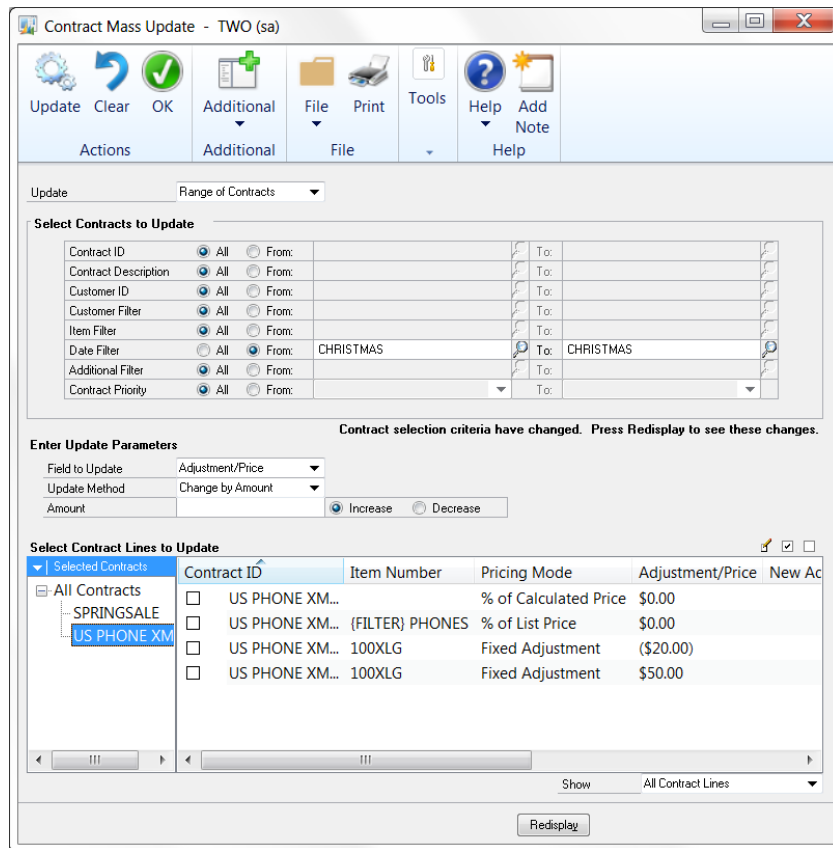 Contract Mass Update - TWO (sa)
Update Clear OK Additional File Print Tools Help Add Note
Actions Additional File Help
Update Range of Contracts
Select Contracts to Update
Contract ID All From: To:
Contract Description All From: To:
Customer ID All From: To:
Customer Filter All From: To:
Item Filter All From: To:
Date Filter All From: CHRISTMAS To: CHRISTMAS
Additional Filter All From: To:
Contract Priority All From: To:
Contract selection criteria have changed. Press Redisplay to see these changes.
Enter Update Parameters
Field to Update Adjustment/Price
Update Method Change by Amount
Amount Increase Decrease
Select Contract Lines to Update
Selected Contracts
All Contracts
SPRINGSALE
US PHONE XM
Contract ID Item Number Pricing Mode Adjustment/Price New Ac
US PHONE XM... % of Calculated Price $0.00
US PHONE XM... {FILTER} PHONES % of List Price $0.00
US PHONE XM... 100XLG Fixed Adjustment ($20.00)
US PHONE XM... 100XLG Fixed Adjustment $50.00
Show All Contract Lines
Redisplay